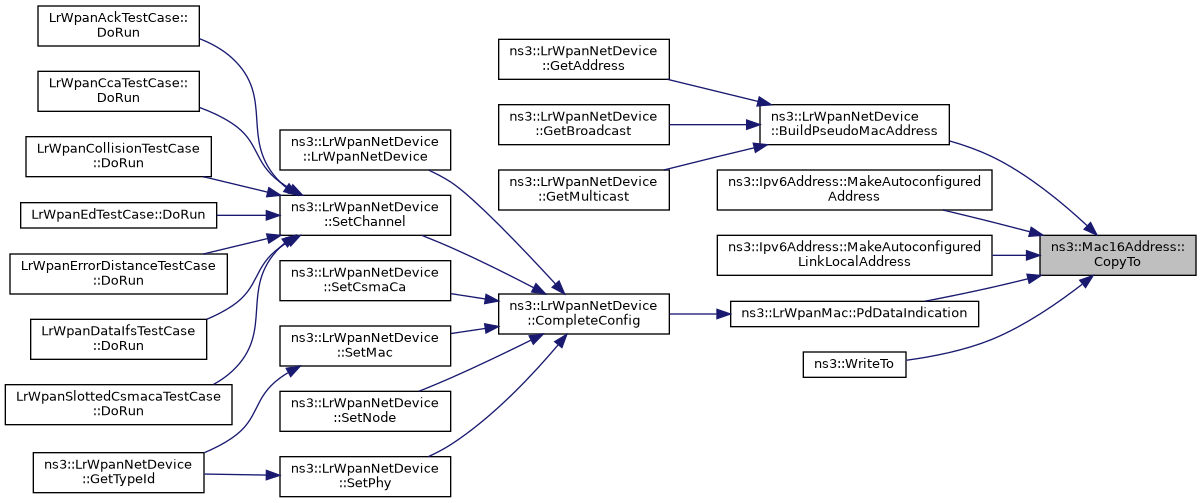 LrWpanAckTestCase::
DoRun
LrWpanCcaTestCase::
DoRun
LrWpanCollisionTestCase
::DoRun
LrWpanEdTestCase::DoRun
LrWpanErrorDistanceTestCase
::DoRun
LrWpanDataIfsTestCase
::DoRun
LrWpanSlottedCsmacaTestCase
::DoRun
ns3::LrWpanNetDevice
::GetTypeId
ns3::LrWpanNetDevice
::LrWpanNetDevice
ns3::LrWpanNetDevice
::SetChannel
ns3::LrWpanNetDevice
::SetCsmaCa
ns3::LrWpanNetDevice
::SetMac
ns3::LrWpanNetDevice
::SetNode
ns3::LrWpanNetDevice
::SetPhy
ns3::LrWpanNetDevice
::GetAddress
ns3::LrWpanNetDevice
::GetBroadcast
ns3::LrWpanNetDevice
::GetMulticast
ns3::LrWpanNetDevice
::CompleteConfig
ns3::LrWpanNetDevice
::BuildPseudoMacAddress
ns3::Ipv6Address::MakeAutoconfigured
Address
ns3::Ipv6Address::MakeAutoconfigured
LinkLocalAddress
ns3::LrWpanMac::PdDataIndication
ns3::WriteTo
ns3::Mac16Address::
CopyTo